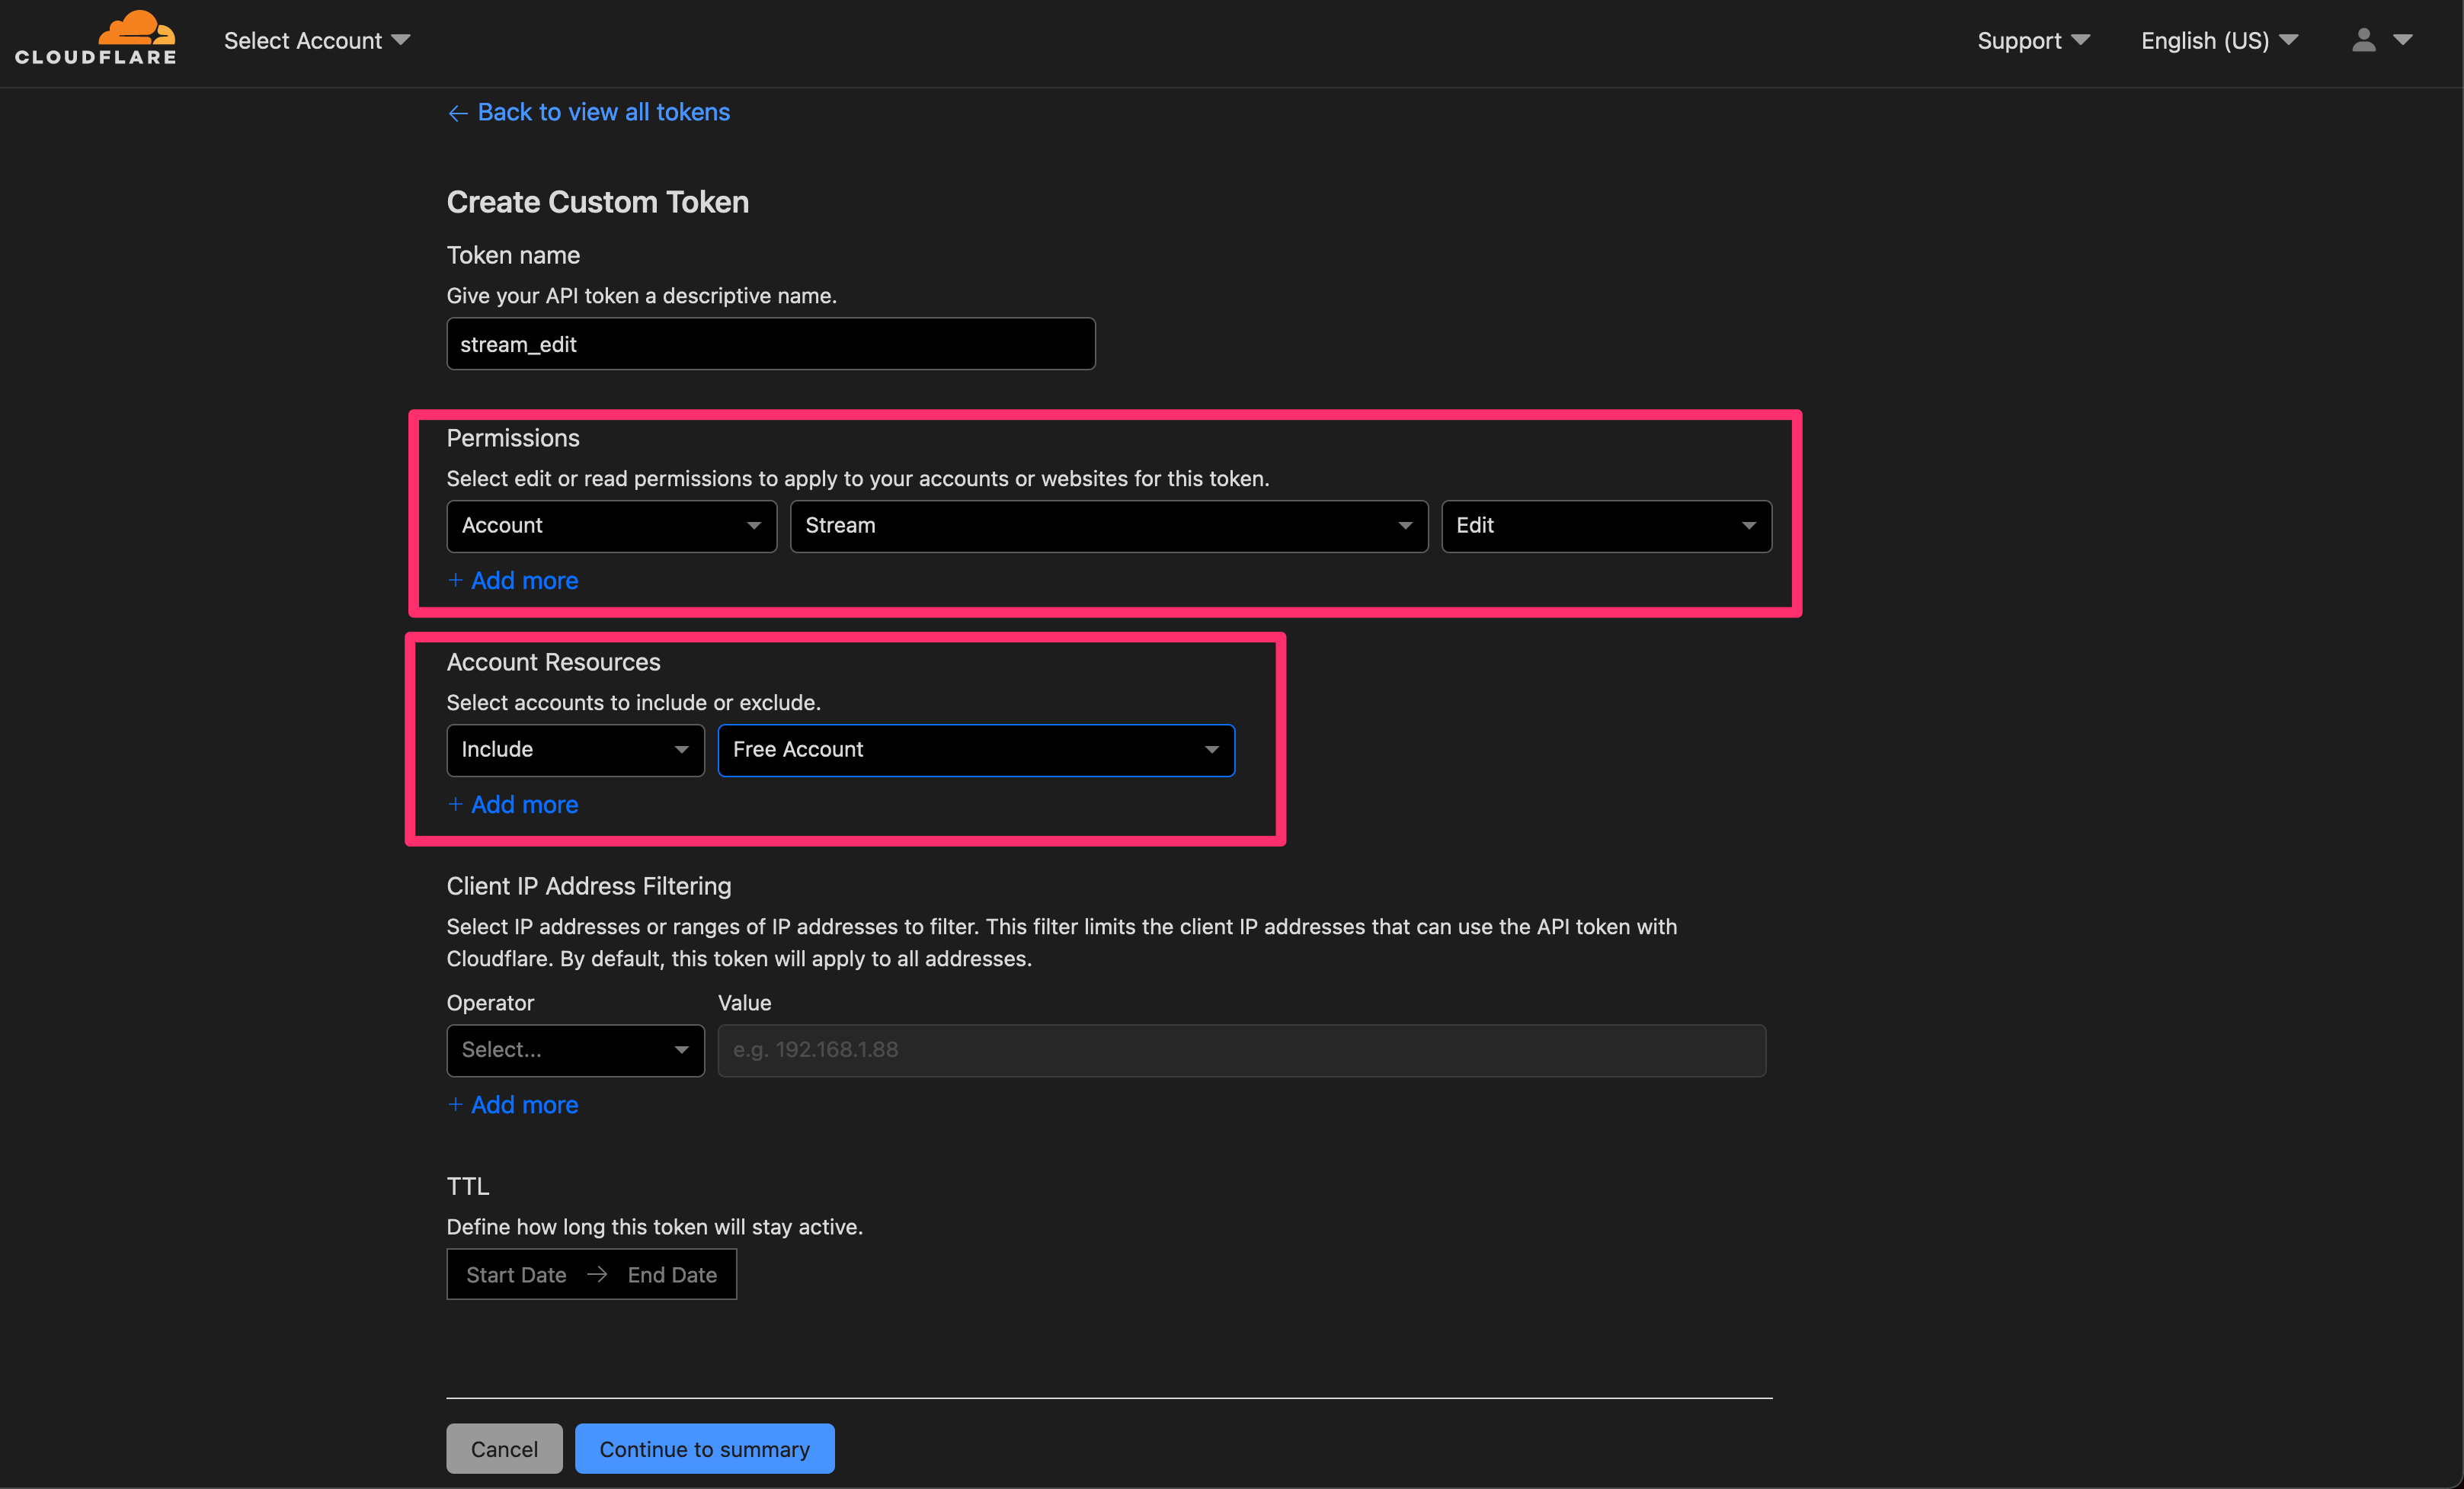 CLOUDFLARE
Select Account
Support
English (US)
← Back to view all tokens
Create Custom Token
Token name
Give your API token a descriptive name.
stream_edit
Permissions
Select edit or read permissions to apply to your accounts or websites for this token.
Account
Stream
Edit
+ Add more
Account Resources
Select accounts to include or exclude.
Include
Free Account
+ Add more
Client IP Address Filtering
Select IP addresses or ranges of IP addresses to filter. This filter limits the client IP addresses that can use the API token with
Cloudflare. By default, this token will apply to all addresses.
Operator
Value
Select...
e.g. 192.168.1.88
+ Add more
TTL
Define how long this token will stay active.
Start Date → End Date
Cancel
Continue to summary